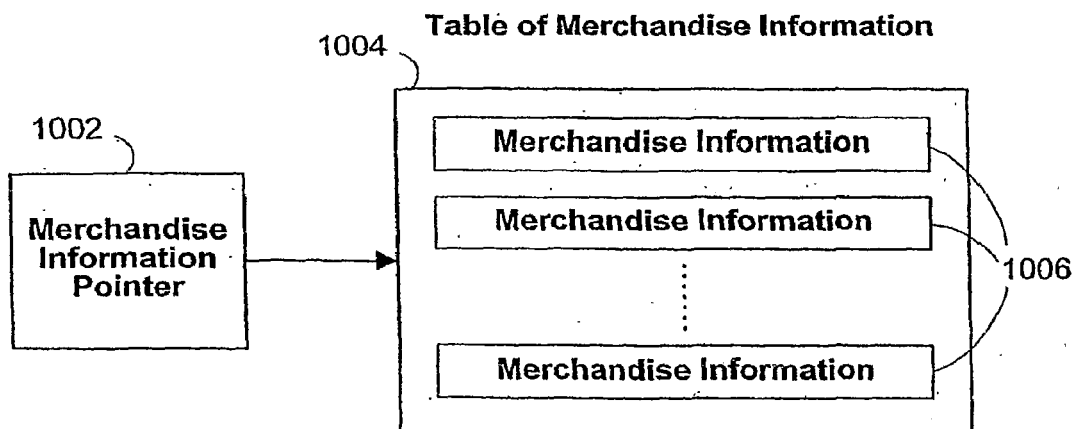 Table of Merchandise Information
1004
1002
Merchandise Information
Merchandise
Information
Pointer
Merchandise Information
1006
Merchandise Information